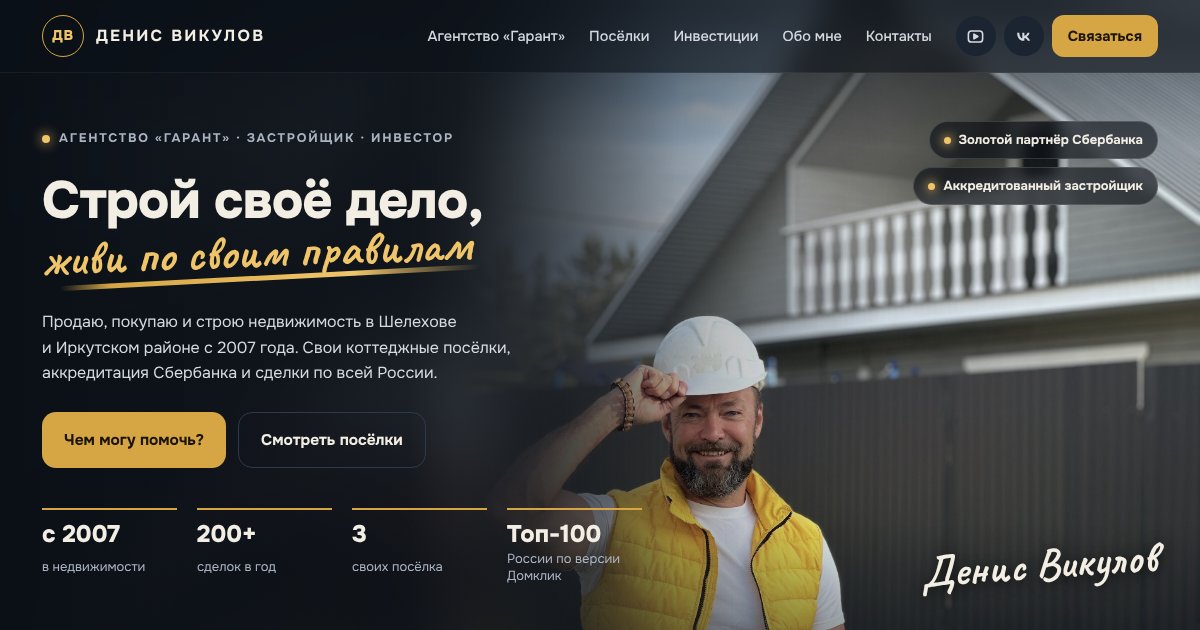 ДВ ДЕНИС ВИКУЛОВ
Агентство «Гарант» Посёлки Инвестиции Обо мне Контакты
Связаться
АГЕНТСТВО «ГАРАНТ» · ЗАСТРОЙЩИК · ИНВЕСТОР
Золотой партнёр Сбербанка
Аккредитованный застройщик
Строй своё дело,
живи по своим правилам
Продаю, покупаю и строю недвижимость в Шелехове
и Иркутском районе с 2007 года. Свои коттеджные посёлки,
аккредитация Сбербанка и сделки по всей России.
Чем могу помочь?
Смотреть посёлки
с 2007
в недвижимости
200+
сделок в год
3
своих посёлка
Топ-100
России по версии
Домклик
Денис Викулов